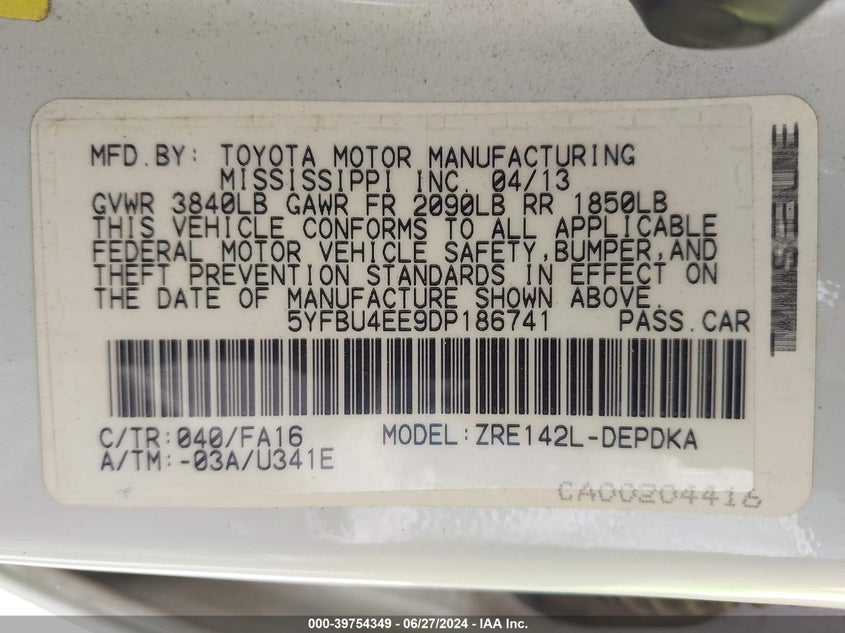 MFD.BY: TOYOTA MOTOR MANUFACTURING
MISSISSIPPI INC. 04/13
GVWR 3840LB GAWR FR 2090LB RR 1850LB
THIS VEHICLE CONFORMS TO ALL APPLICABLE
FEDERAL MOTOR VEHICLE SAFETY,BUMPER,AND
THEFT PREVENTION STANDARDS IN EFFECT ON
THE DATE OF MANUFACTURE SHOWN ABOVE.
5YFBU4EE9DP186741 PASS.CAR
C/TR:040/FA16 MODEL:ZRE142L-DEPDKA
A/TM:-03A/U341E
CA00204416
000-39754349 | 06/27/2024 | IAA Inc.